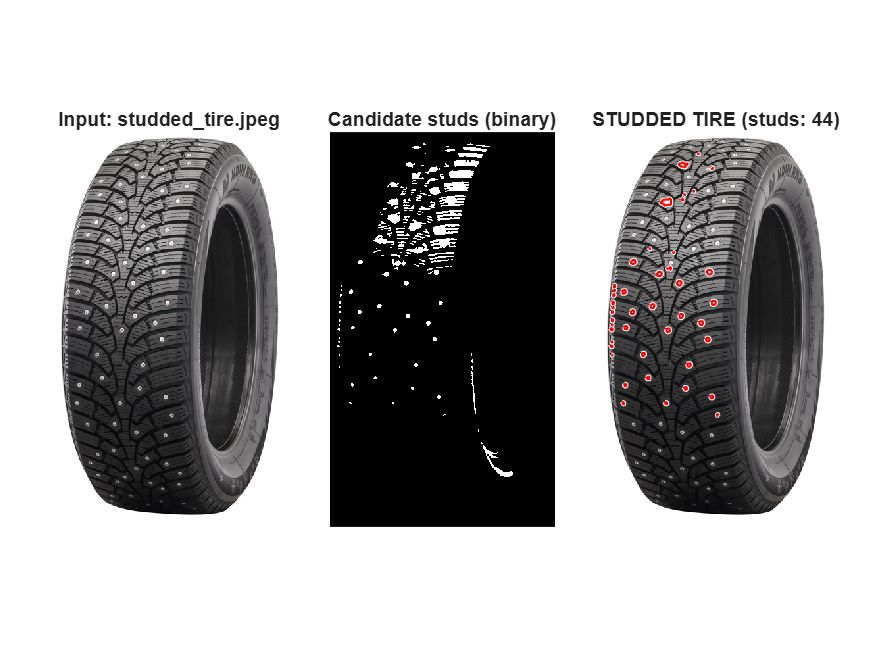 Input: studded_tire.jpeg
Candidate studs (binary)
STUDDED TIRE (studs: 44)